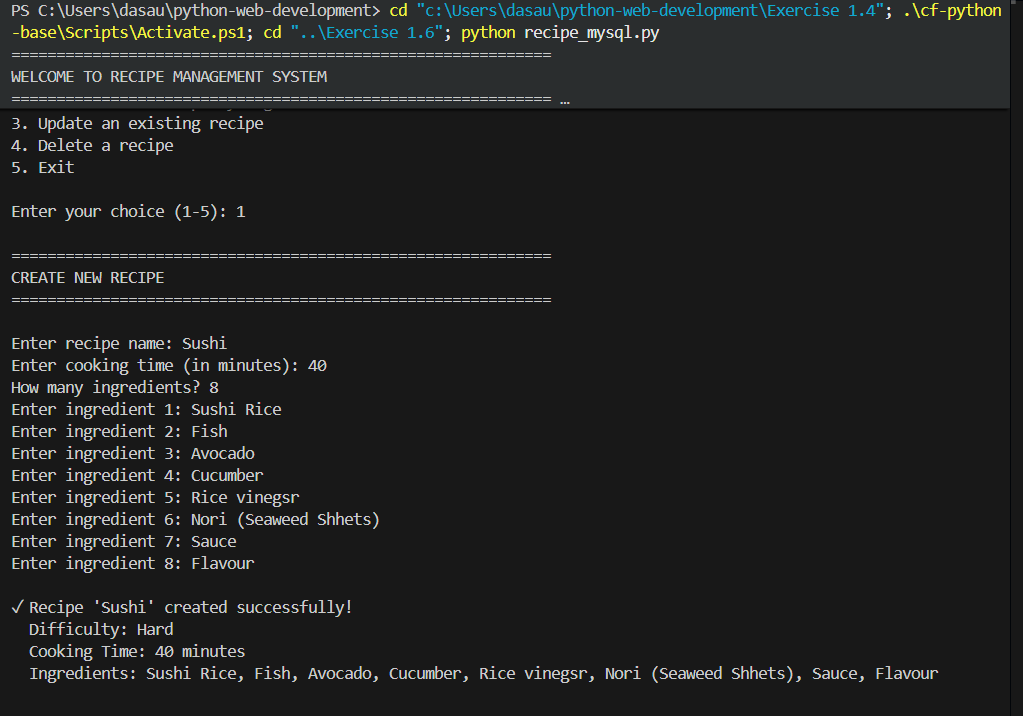 PS C:\Users\dasau\python-web-development> cd "c:\Users\dasau\python-web-development\Exercise 1.4"; .\cf-python
-base\Scripts\Activate.ps1; cd "..\Exercise 1.6"; python recipe_mysql.py
============================================================
WELCOME TO RECIPE MANAGEMENT SYSTEM
============================================================ …
3. Update an existing recipe
4. Delete a recipe
5. Exit
Enter your choice (1-5): 1
============================================================
CREATE NEW RECIPE
============================================================
Enter recipe name: Sushi
Enter cooking time (in minutes): 40
How many ingredients? 8
Enter ingredient 1: Sushi Rice
Enter ingredient 2: Fish
Enter ingredient 3: Avocado
Enter ingredient 4: Cucumber
Enter ingredient 5: Rice vinegsr
Enter ingredient 6: Nori (Seaweed Shhets)
Enter ingredient 7: Sauce
Enter ingredient 8: Flavour
✓ Recipe 'Sushi' created successfully!
Difficulty: Hard
Cooking Time: 40 minutes
Ingredients: Sushi Rice, Fish, Avocado, Cucumber, Rice vinegsr, Nori (Seaweed Shhets), Sauce, Flavour